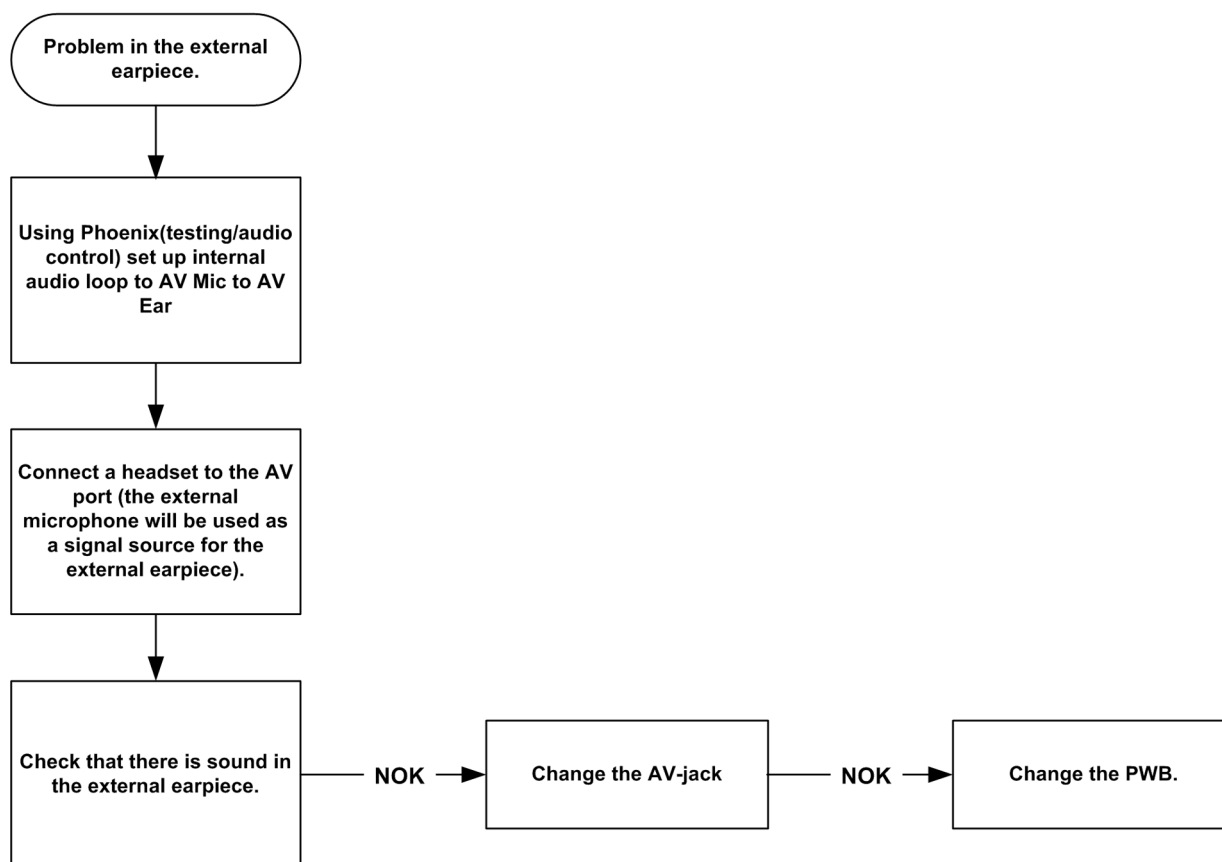 Problem in the external
earpiece.
Using Phoenix(testing/audio
control) set up internal
audio loop to AV Mic to AV
Ear
Connect a headset to the AV
port (the external
microphone will be used as
a signal source for the
external earpiece).
Check that there is sound in
the external earpiece.
NOK
Change the AV-jack
NOK
Change the PWB.